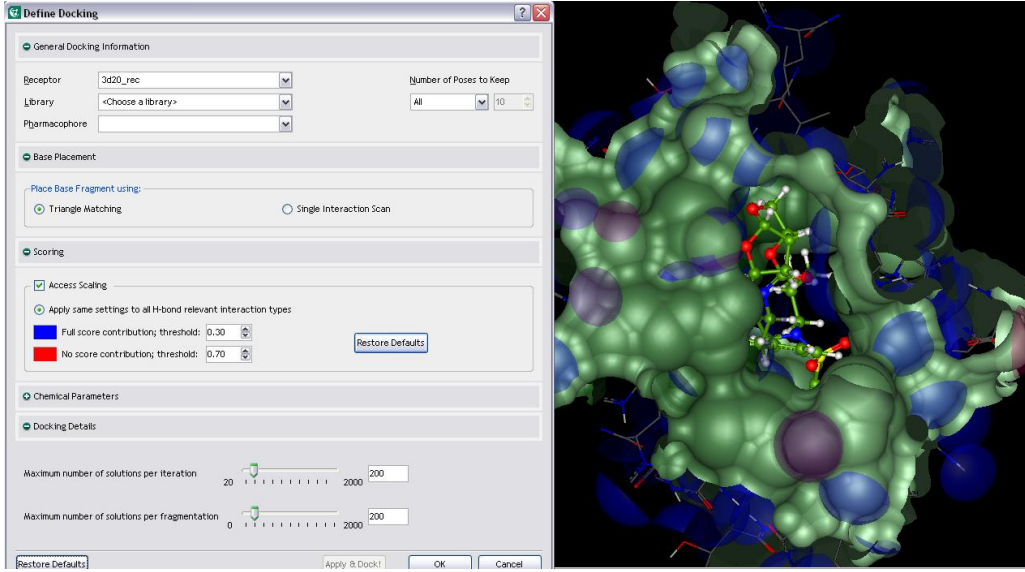 Define Docking
General Docking Information
Receptor 3d20_rec Number of Poses to Keep
Library <Choose a library> All 10
Pharmacophore
Base Placement
Place Base Fragment using:
Triangle Matching Single Interaction Scan
Scoring
Access Scaling
Apply same settings to all H-bond relevant interaction types
Full score contribution; threshold: 0.30
No score contribution; threshold: 0.70
Restore Defaults
Chemical Parameters
Docking Details
Maximum number of solutions per iteration 20 2000 200
Maximum number of solutions per fragmentation 0 2000 200
Restore Defaults Apply & Dock! OK Cancel